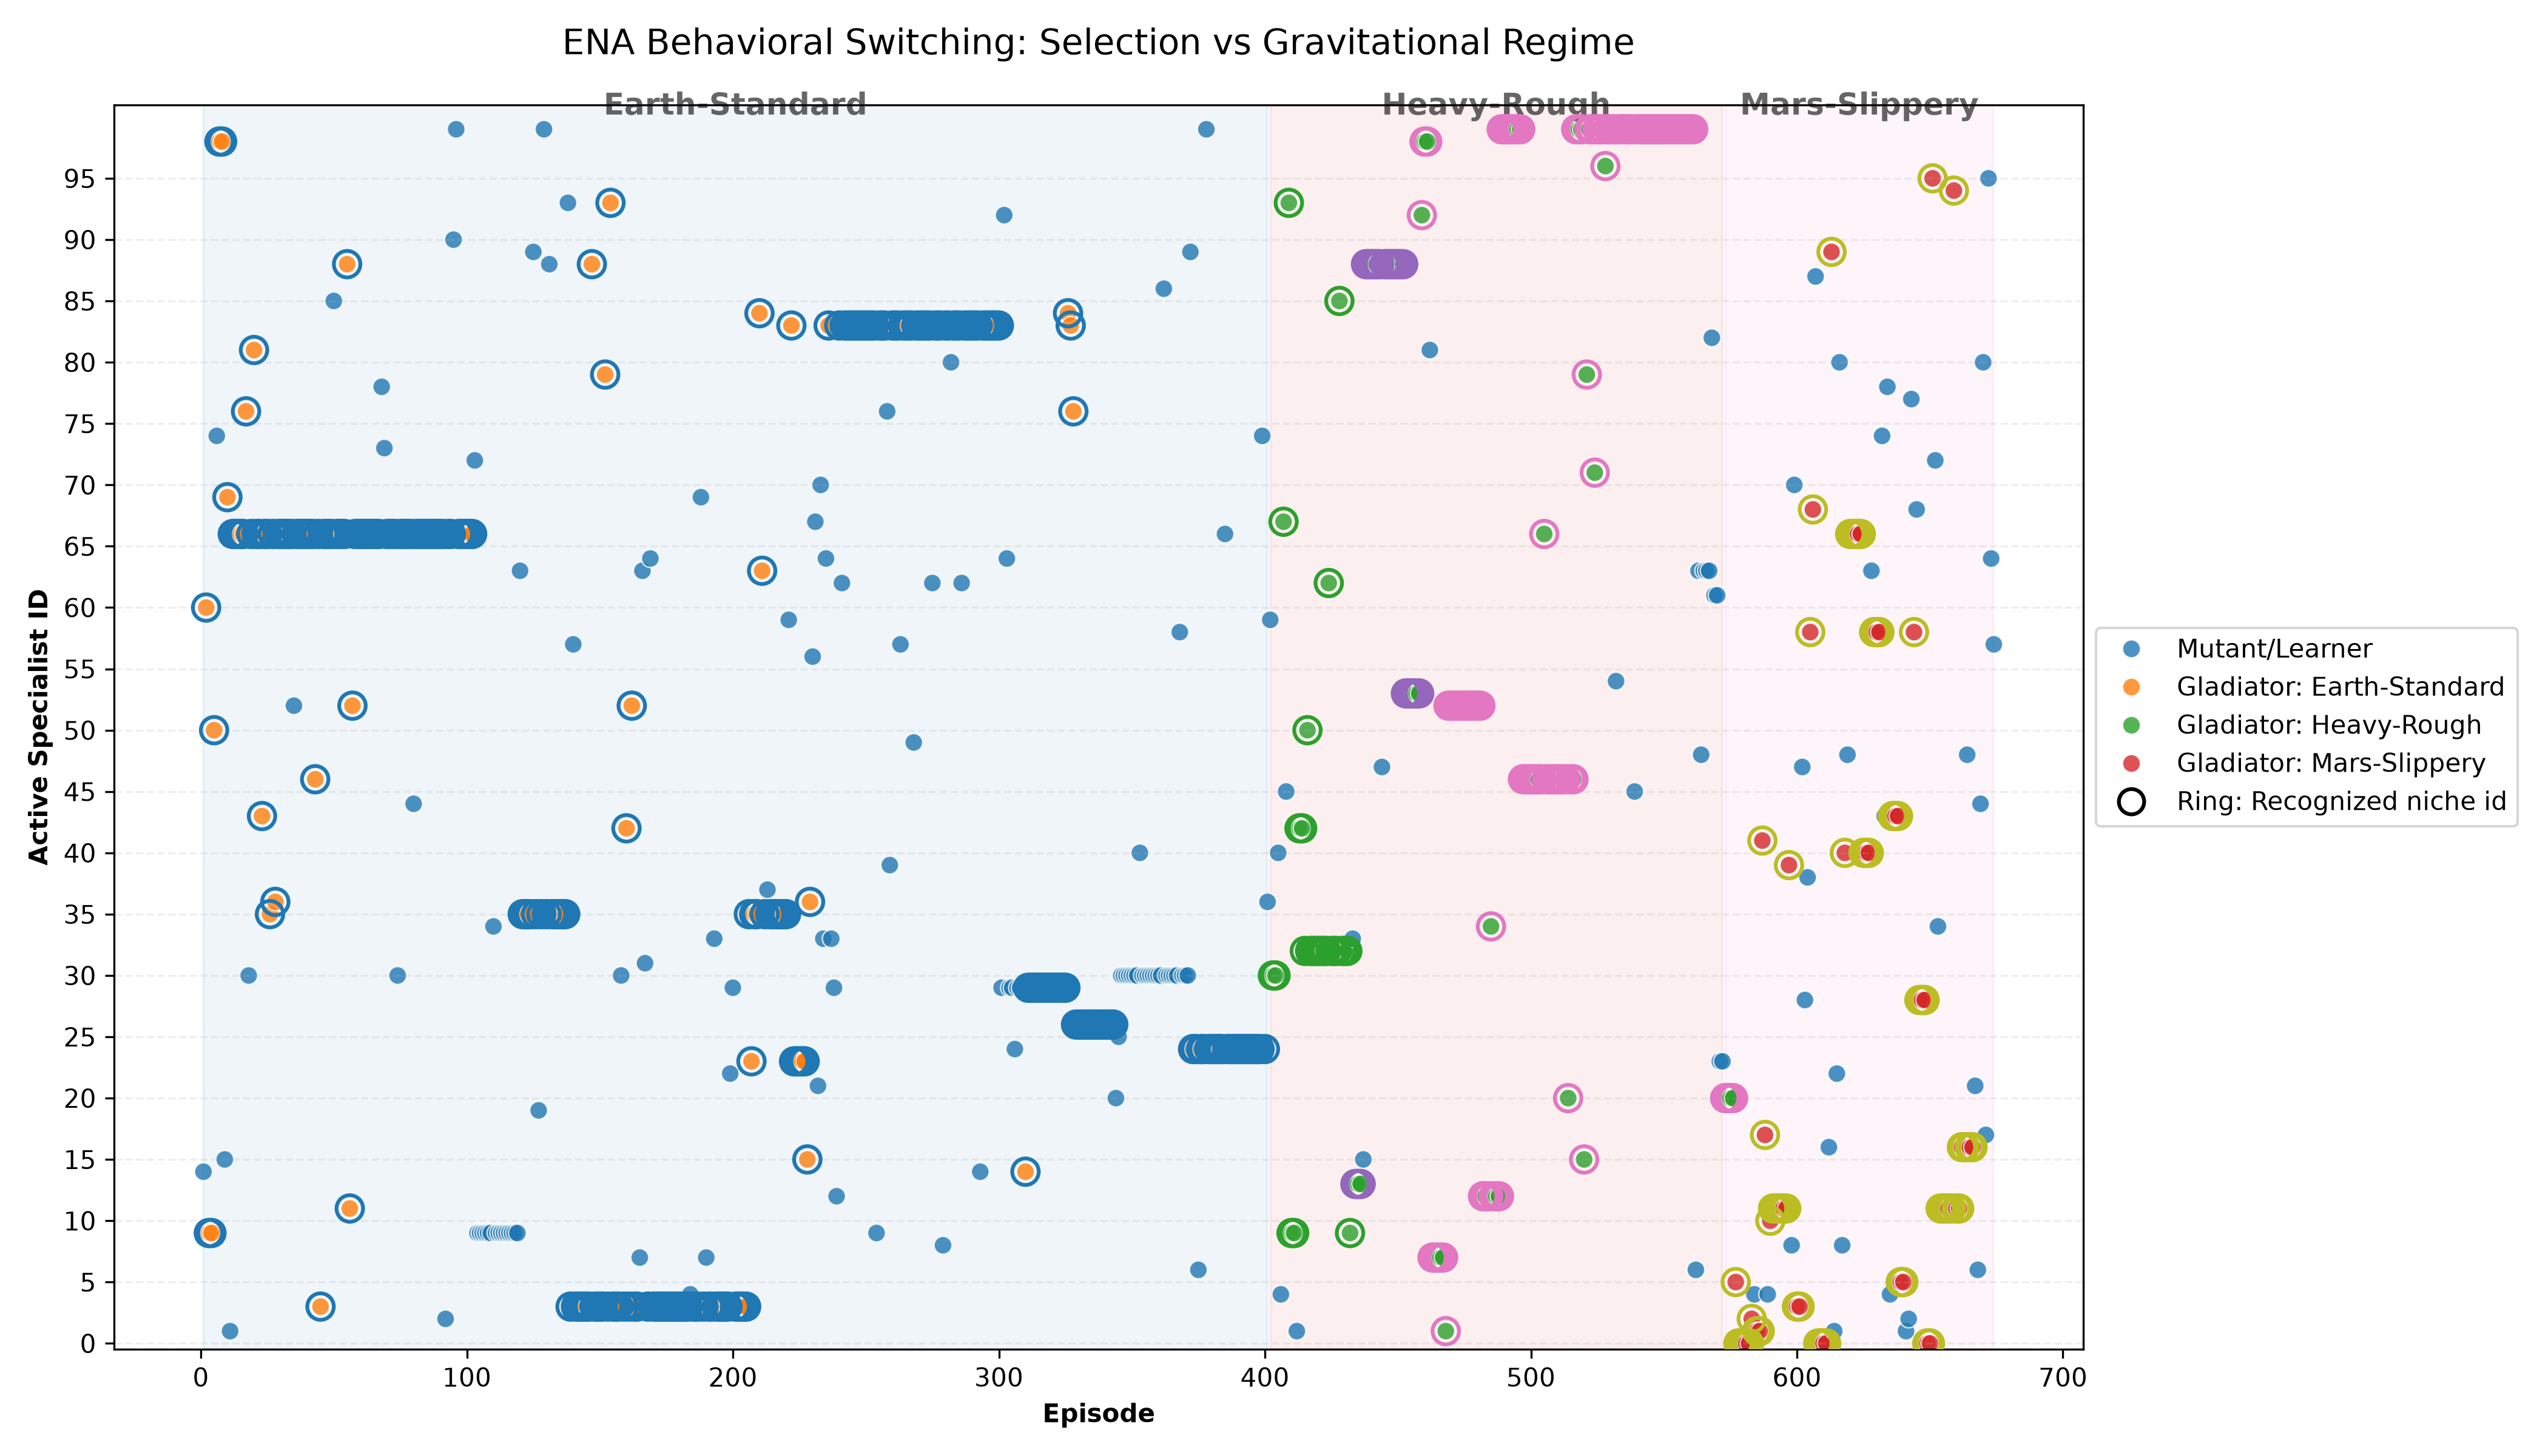 ENA Behavioral Switching: Selection vs Gravitational Regime
Earth-Standard
Heavy-Rough
Mars-Slippery
Active Specialist ID
95
90
85
80
75
70
65
60
55
50
45
40
35
30
25
20
15
10
5
0
0
100
200
300
400
500
600
700
Episode
Mutant/Learner
Gladiator: Earth-Standard
Gladiator: Heavy-Rough
Gladiator: Mars-Slippery
Ring: Recognized niche id